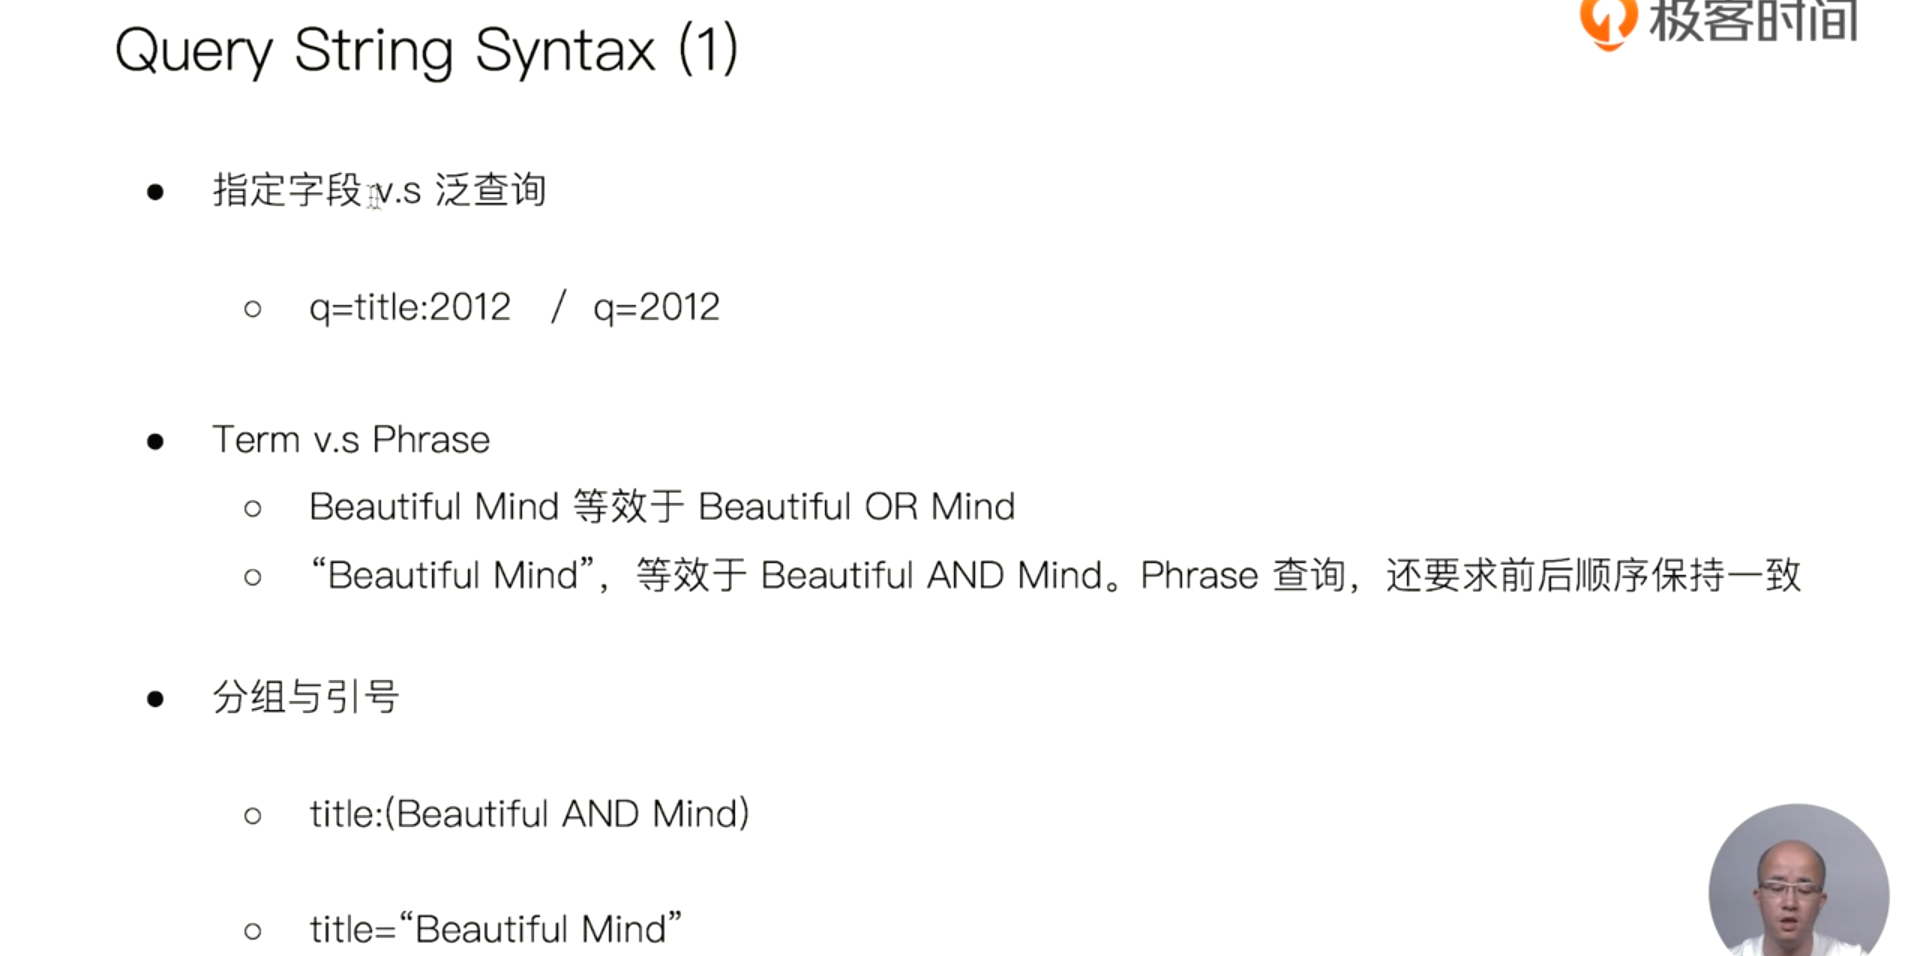 极客时间
Query String Syntax (1)
● 指定字段 v.s 泛查询
○ q=title:2012 / q=2012
● Term v.s Phrase
○ Beautiful Mind 等效于 Beautiful OR Mind
○ “Beautiful Mind”，等效于 Beautiful AND Mind。Phrase 查询，还要求前后顺序保持一致
● 分组与引号
○ title:(Beautiful AND Mind)
○ title=“Beautiful Mind”